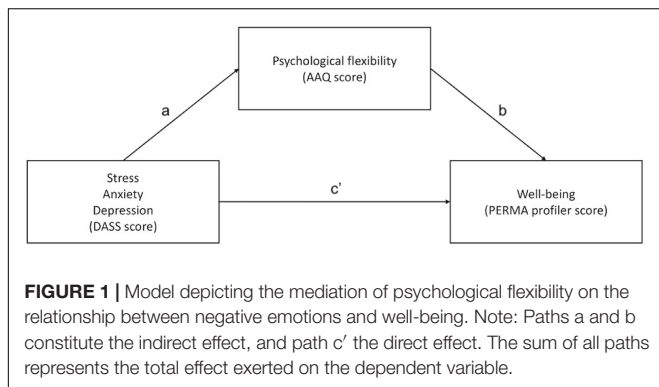 Psychological flexibility
(AAQ score)
a
b
Stress
Anxiety
Depression
(DASS score)
c'
Well-being
(PERMA profiler score)
FIGURE 1 | Model depicting the mediation of psychological flexibility on the
relationship between negative emotions and well-being. Note: Paths a and b
constitute the indirect effect, and path c′ the direct effect. The sum of all paths
represents the total effect exerted on the dependent variable.